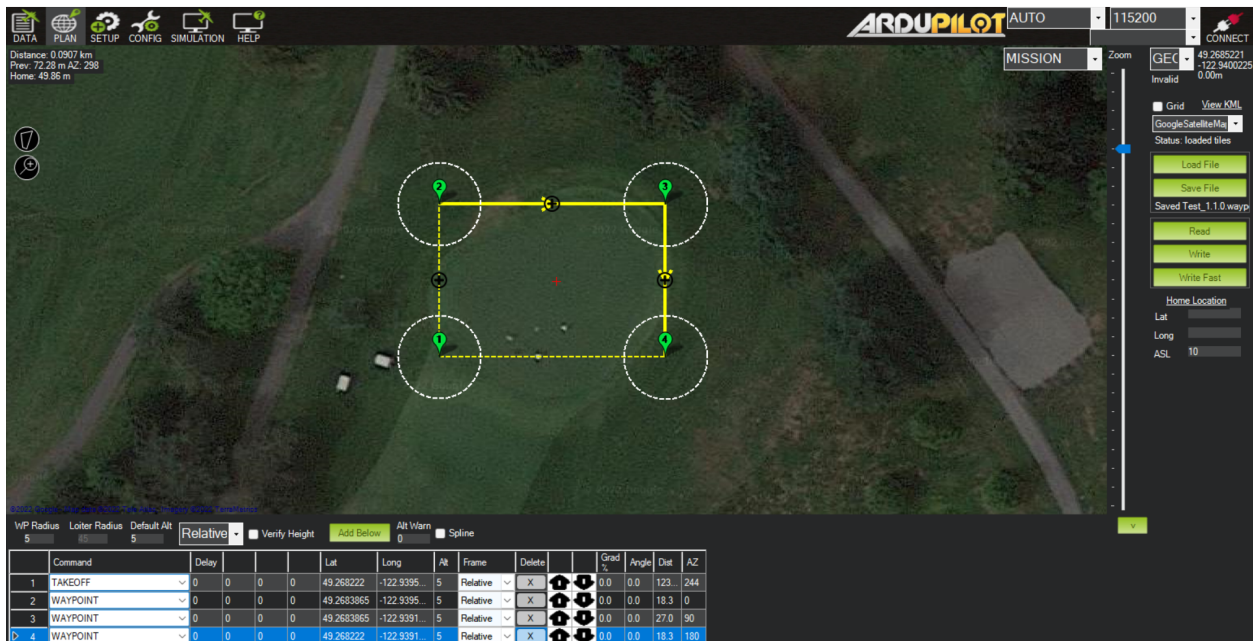 DATA PLAN SETUP CONFIG SIMULATION HELP
ARDUPILOT AUTO 115200 CONNECT
Distance: 0.0907 km
Prev: 72.28 m AZ: 298
Home: 49.86 m
MISSION Zoom GEO 49.2685221
-122.9400225
Invalid 0.00m
Grid View KML
GoogleSatelliteMap
Status: loaded tiles
Load File
Save File
Saved Test_1.1.0.wayp
Read
Write
Write Fast
Home Location
Lat
Long
ASL 10
2 3
1 4
WP Radius Loiter Radius Default Alt Alt Warn
5 45 5 Relative Verify Height Add Below 0 Spline
v
Command Delay Lat Long Alt Frame Delete Grad % Angle Dist AZ
1 TAKEOFF 0 0 0 0 49.268222 -122.9395... 5 Relative X 0.0 0.0 123... 244
2 WAYPOINT 0 0 0 0 49.2683865 -122.9395... 5 Relative X 0.0 0.0 18.3 0
3 WAYPOINT 0 0 0 0 49.2683865 -122.9391... 5 Relative X 0.0 0.0 27.0 90
4 WAYPOINT 0 0 0 0 49.268222 -122.9391... 5 Relative X 0.0 0.0 18.3 180